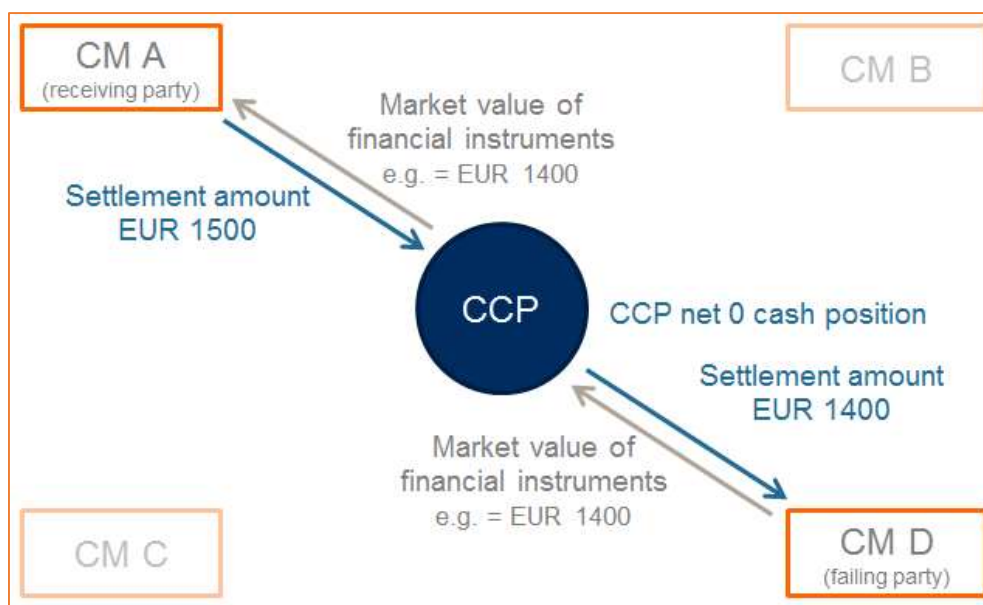 CM A
(receiving party)
CM B
Market value of
financial instruments
e.g. = EUR 1400
Settlement amount
EUR 1500
CCP
CCP net 0 cash position
Settlement amount
EUR 1400
Market value of
financial instruments
e.g. = EUR 1400
CM C
CM D
(failing party)